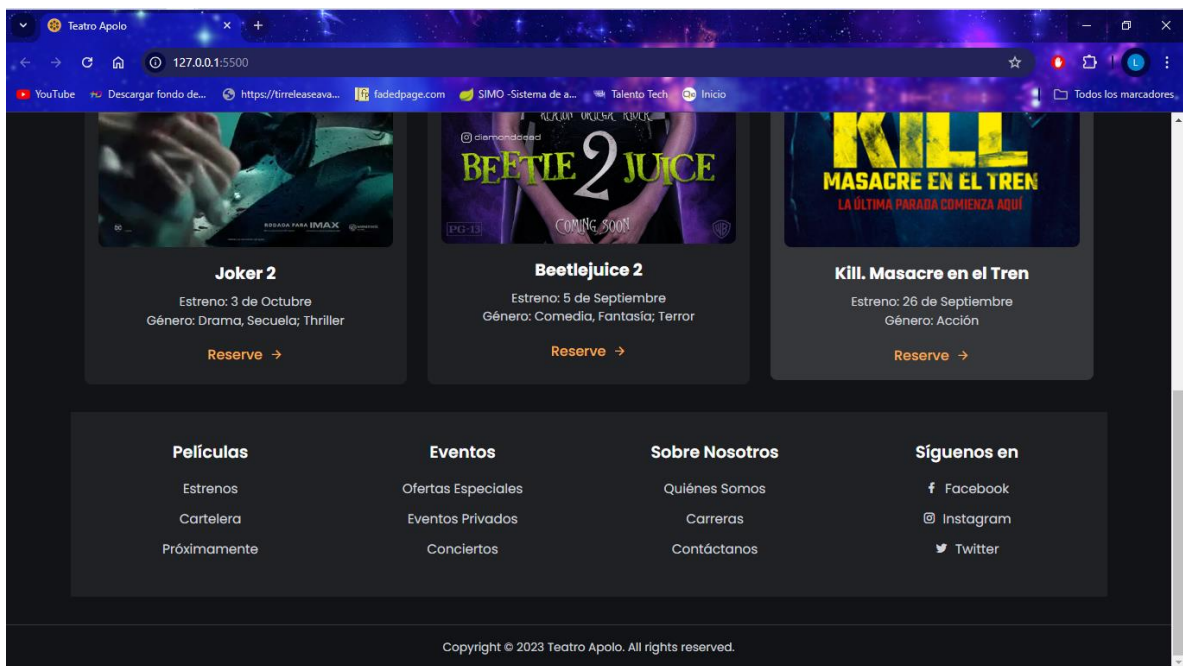 Teatro Apolo
127.0.0.1:5500
YouTube Descargar fondo de... https://tirreleaseava... fadedpage.com SIMO -Sistema de a... Talento Tech Inicio Todos los marcadores
diamonddead
BEETLE 2 JUICE
PG-13 COMING SOON
RODADA PARA IMAX
KILL
MASACRE EN EL TREN
LA ÚLTIMA PARADA COMIENZA AQUÍ
Joker 2
Estreno: 3 de Octubre
Género: Drama, Secuela; Thriller
Reserve →
Beetlejuice 2
Estreno: 5 de Septiembre
Género: Comedia, Fantasía; Terror
Reserve →
Kill. Masacre en el Tren
Estreno: 26 de Septiembre
Género: Acción
Reserve →
Películas
Estrenos
Cartelera
Próximamente
Eventos
Ofertas Especiales
Eventos Privados
Conciertos
Sobre Nosotros
Quiénes Somos
Carreras
Contáctanos
Síguenos en
Facebook
Instagram
Twitter
Copyright © 2023 Teatro Apolo. All rights reserved.